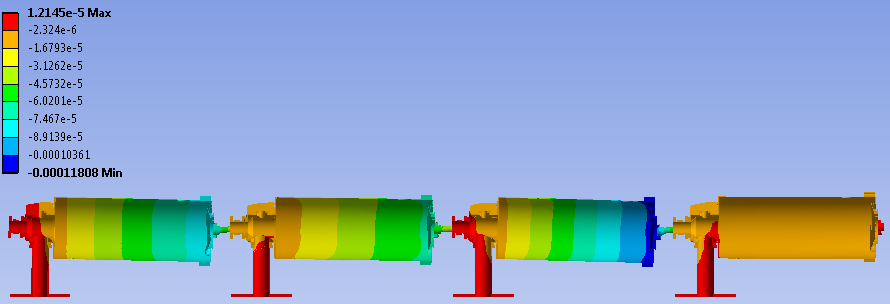 1.2145e-5 Max
-2.324e-6
-1.6793e-5
-3.1262e-5
-4.5732e-5
-6.0201e-5
-7.467e-5
-8.9139e-5
-0.00010361
-0.00011808 Min